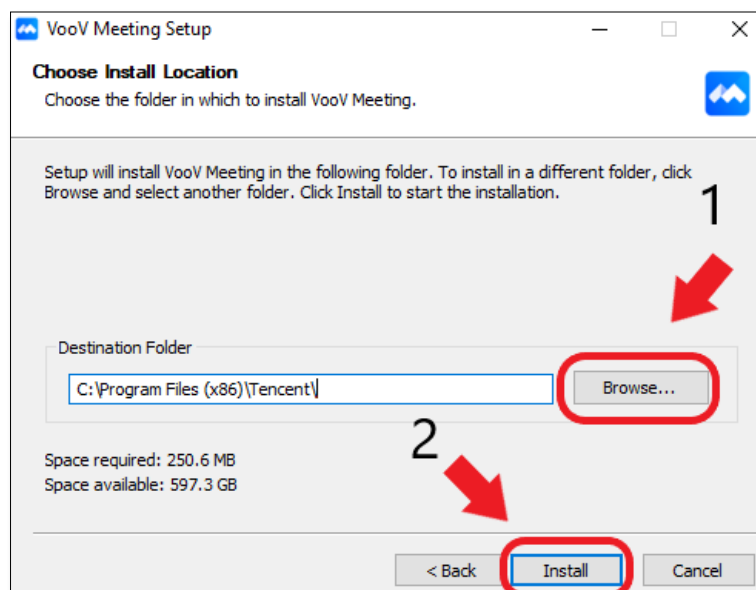 VooV Meeting Setup
Choose Install Location
Choose the folder in which to install VooV Meeting.
Setup will install VooV Meeting in the following folder. To install in a different folder, click
Browse and select another folder. Click Install to start the installation.
1
Destination Folder
C:\Program Files (x86)\Tencent\
Browse...
2
Space required: 250.6 MB
Space available: 597.3 GB
< Back
Install
Cancel